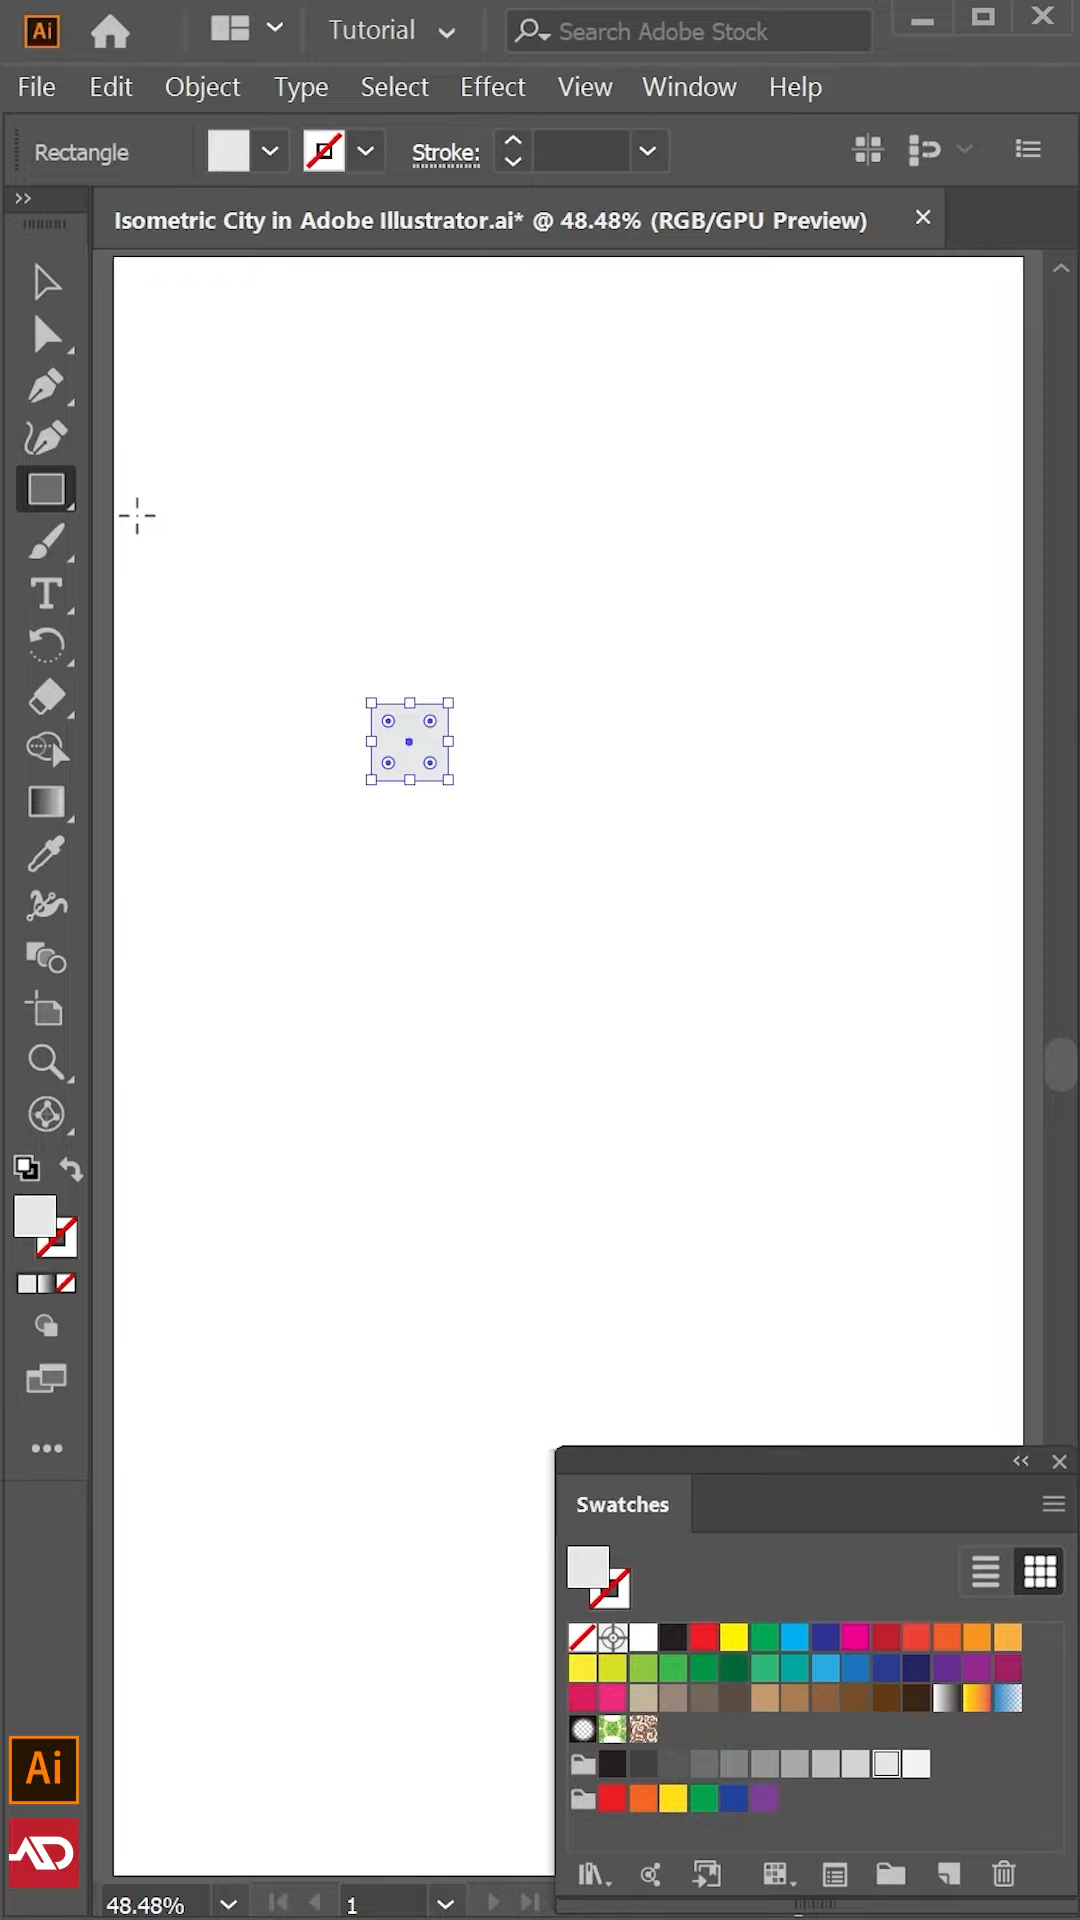 Ai
Tutorial
Search Adobe Stock
File Edit Object Type Select Effect View Window Help
Rectangle
Stroke:
Isometric City in Adobe Illustrator.ai* @ 48.48% (RGB/GPU Preview)
T
Swatches
Ai
AD
48.48%
1